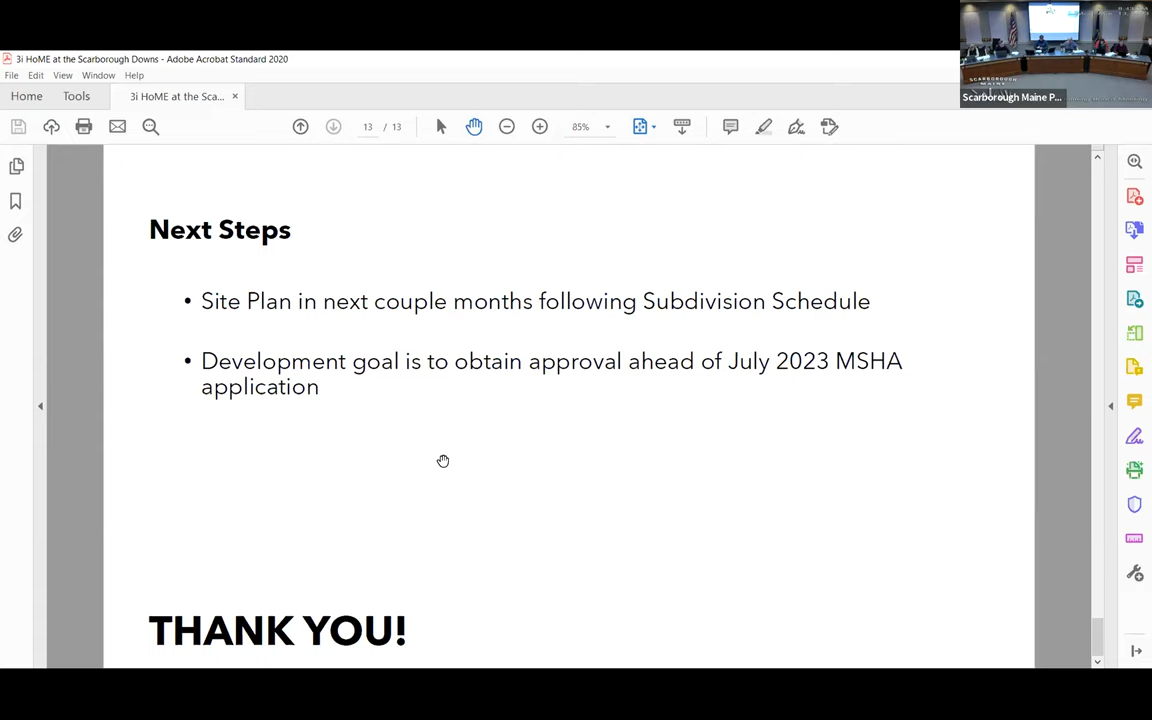 3i HoME at the Scarborough Downs - Adobe Acrobat Standard 2020
File Edit View Window Help
Home Tools 3i HoME at the Sca... ×
13 / 13 85%
Next Steps
• Site Plan in next couple months following Subdivision Schedule
• Development goal is to obtain approval ahead of July 2023 MSHA
application
THANK YOU!
SCARBOROUGH
MAINE
Scarborough Maine P...